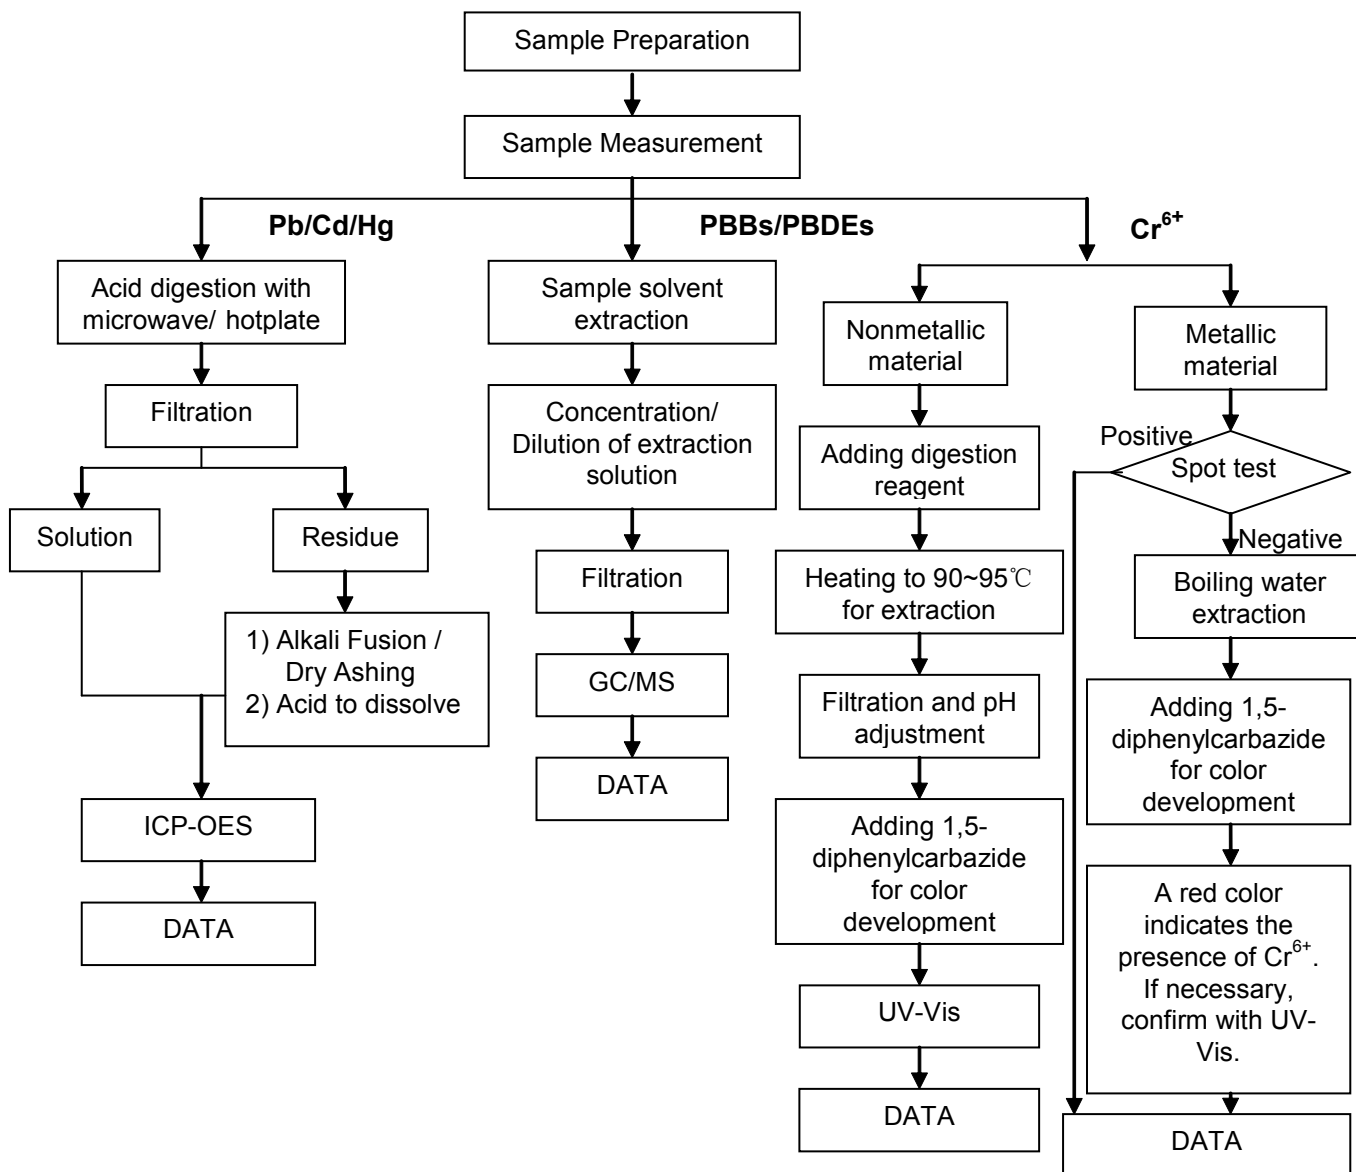 Sample Preparation
Sample Measurement
Pb/Cd/Hg
PBBs/PBDEs
Cr⁶⁺
Acid digestion with
microwave/ hotplate
Filtration
Solution
Residue
1) Alkali Fusion /
Dry Ashing
2) Acid to dissolve
ICP-OES
DATA
Sample solvent
extraction
Concentration/
Dilution of extraction
solution
Filtration
GC/MS
DATA
Nonmetallic
material
Adding digestion
reagent
Heating to 90~95℃
for extraction
Filtration and pH
adjustment
Adding 1,5-
diphenylcarbazide
for color
development
UV-Vis
DATA
Metallic
material
Positive
Spot test
Negative
Boiling water
extraction
Adding 1,5-
diphenylcarbazide
for color
development
A red color
indicates the
presence of Cr⁶⁺.
If necessary,
confirm with UV-
Vis.
DATA